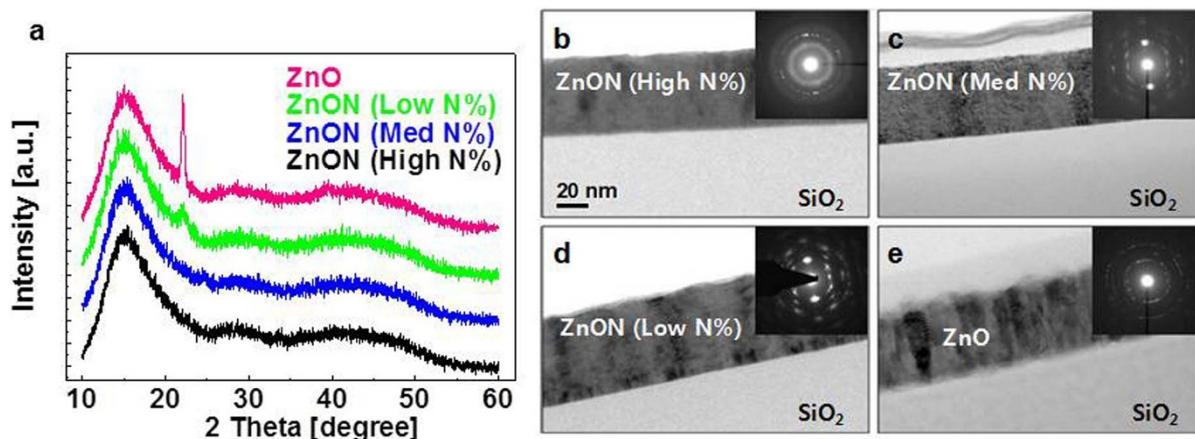 a
Intensity [a.u.]
ZnO
ZnON (Low N%)
ZnON (Med N%)
ZnON (High N%)
10 20 30 40 50 60
2 Theta [degree]
b
ZnON (High N%)
20 nm
SiO₂
c
ZnON (Med N%)
SiO₂
d
ZnON (Low N%)
SiO₂
e
ZnO
SiO₂